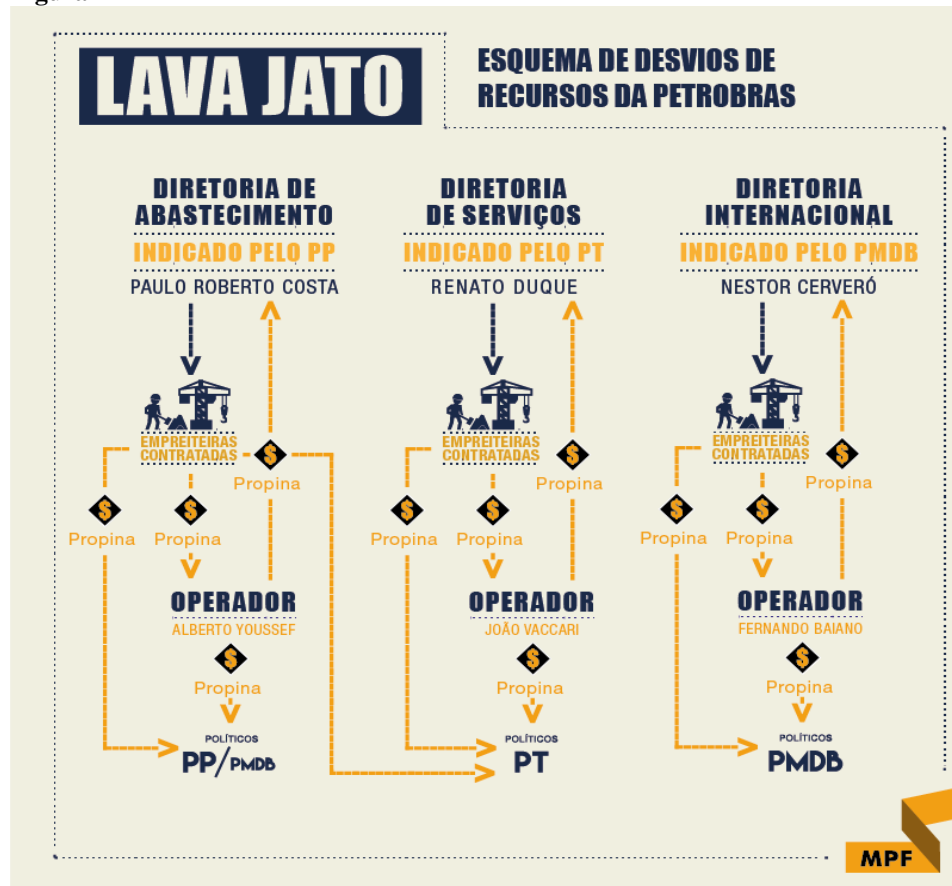 LAVA JATO
ESQUEMA DE DESVIOS DE
RECURSOS DA PETROBRAS
DIRETORIA DE
ABASTECIMENTO
INDICADO PELO PP
PAULO ROBERTO COSTA
EMPREITEIRAS
CONTRATADAS
$
Propina
$
Propina
$
Propina
OPERADOR
ALBERTO YOUSSEF
$
Propina
POLÍTICOS
PP/PMDB
DIRETORIA
DE SERVIÇOS
INDICADO PELO PT
RENATO DUQUE
EMPREITEIRAS
CONTRATADAS
$
Propina
$
Propina
$
Propina
OPERADOR
JOÃO VACCARI
$
Propina
POLÍTICOS
PT
DIRETORIA
INTERNACIONAL
INDICADO PELO PMDB
NESTOR CERVERÓ
EMPREITEIRAS
CONTRATADAS
$
Propina
$
Propina
$
Propina
OPERADOR
FERNANDO BAIANO
$
Propina
POLÍTICOS
PMDB
MPF